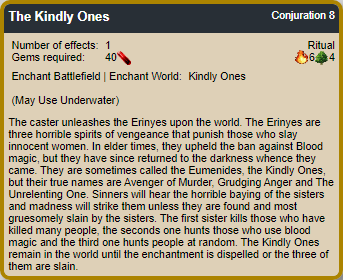 The Kindly Ones Conjuration 8
Number of effects: 1 Ritual
Gems required: 40 6 4
Enchant Battlefield | Enchant World: Kindly Ones
(May Use Underwater)
The caster unleashes the Erinyes upon the world. The Erinyes are
three horrible spirits of vengeance that punish those who slay
innocent women. In elder times, they upheld the ban against Blood
magic, but they have since returned to the darkness whence they
came. They are sometimes called the Eumenides, the Kindly Ones,
but their true names are Avenger of Murder, Grudging Anger and The
Unrelenting One. Sinners will hear the horrible baying of the sisters
and madness will strike them unless they are found and most
gruesomely slain by the sisters. The first sister kills those who have
killed many people, the seconds one hunts those who use blood
magic and the third one hunts people at random. The Kindly Ones
remain in the world until the enchantment is dispelled or the three of
them are slain.